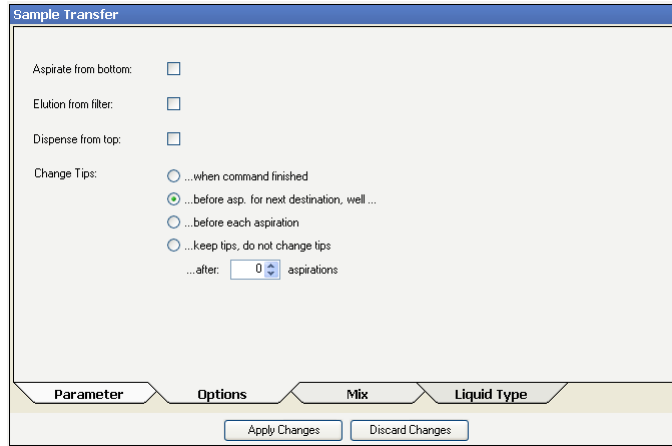 Sample Transfer
Aspirate from bottom:
Elution from filter:
Dispense from top:
Change Tips:
...when command finished
...before asp. for next destination, well ...
...before each aspiration
...keep tips, do not change tips
...after: 0 aspirations
Parameter Options Mix Liquid Type
Apply Changes Discard Changes